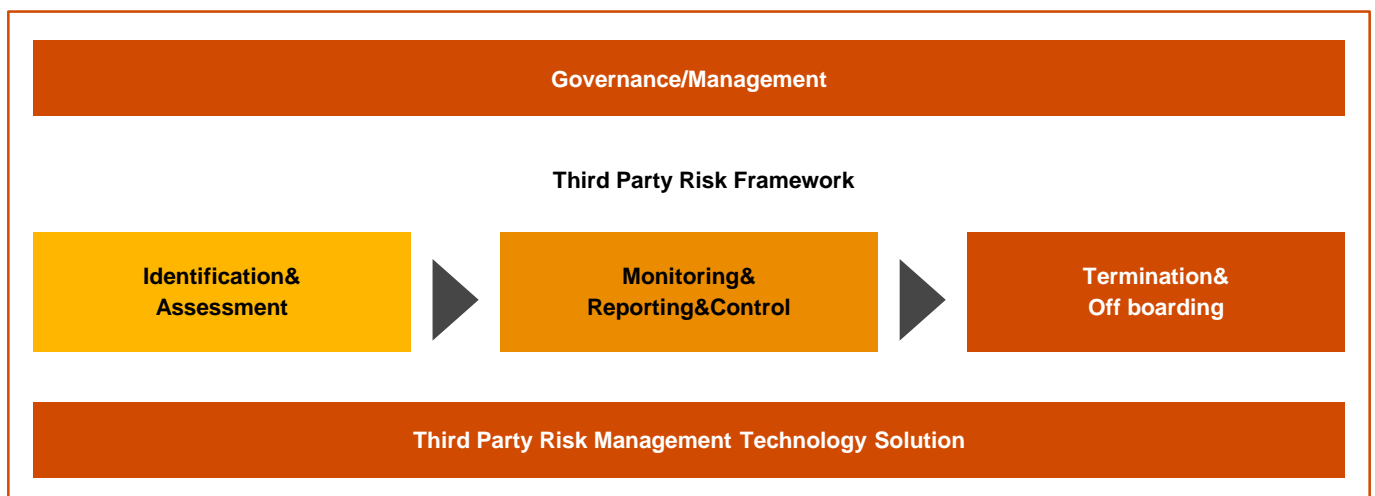 Governance/Management
Third Party Risk Framework
Identification&
Assessment
Monitoring&
Reporting&Control
Termination&
Off boarding
Third Party Risk Management Technology Solution